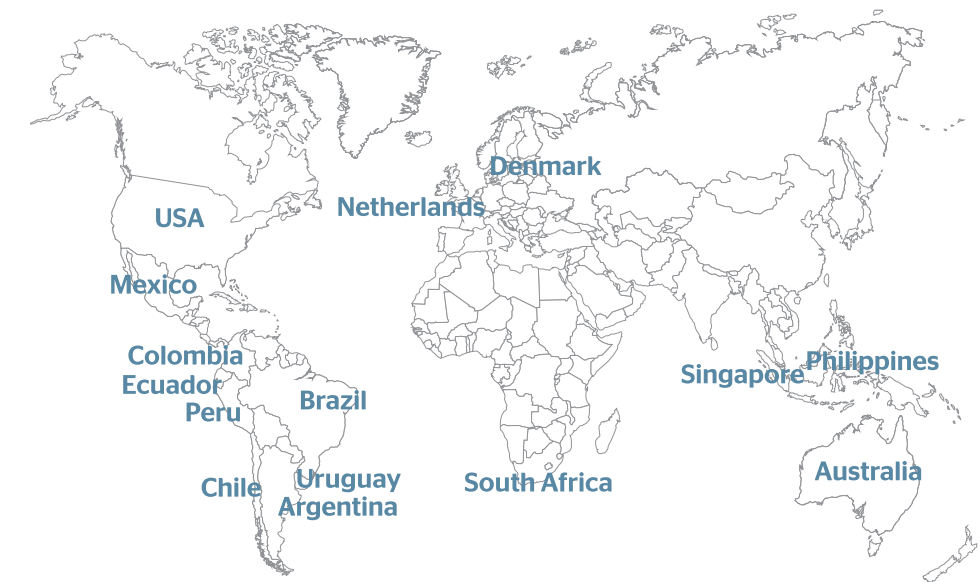 Denmark
Netherlands
USA
Mexico
Colombia
Ecuador
Peru
Brazil
Singapore
Philippines
Chile
Uruguay
Argentina
South Africa
Australia